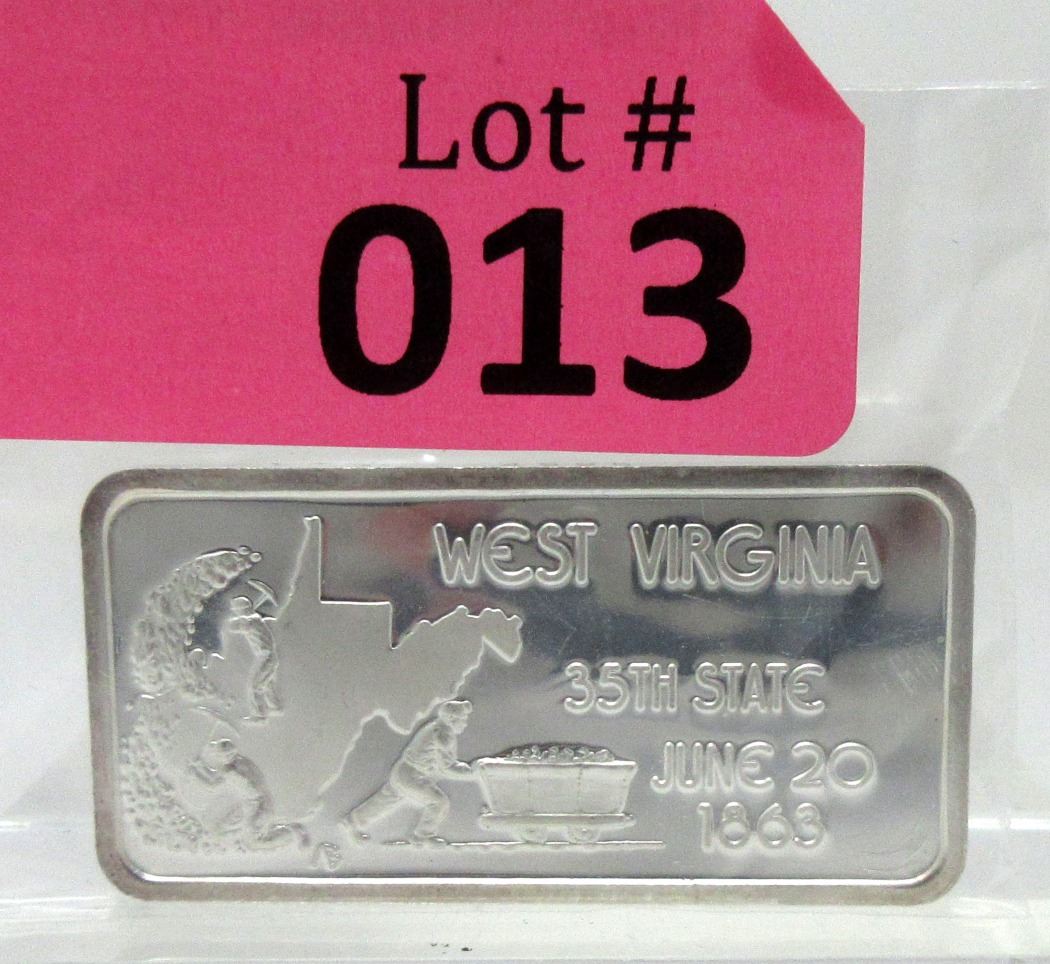 Lot #
013
WEST VIRGINIA
35TH STATE
JUNE 20
1863